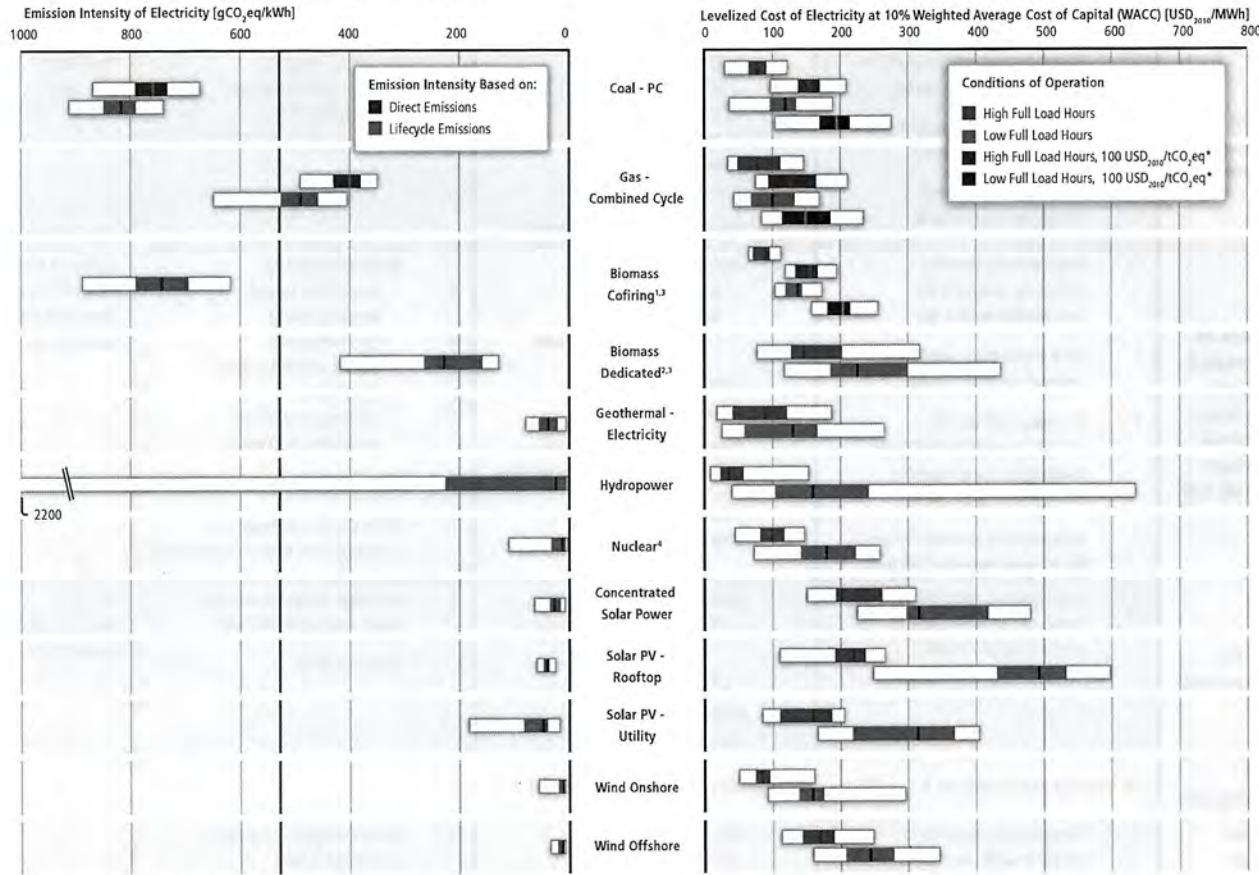 Emission Intensity of Electricity [gCO₂eq/kWh]
1000 800 600 400 200 0
Levelized Cost of Electricity at 10% Weighted Average Cost of Capital (WACC) [USD₂₀₁₀/MWh]
0 100 200 300 400 500 600 700 800
Emission Intensity Based on:
Direct Emissions
Lifecycle Emissions
Conditions of Operation
High Full Load Hours
Low Full Load Hours
High Full Load Hours, 100 USD₂₀₁₀/tCO₂eq*
Low Full Load Hours, 100 USD₂₀₁₀/tCO₂eq*
Coal - PC
Gas -
Combined Cycle
Biomass
Cofiring¹,³
Biomass
Dedicated²,³
Geothermal -
Electricity
Hydropower
2200
Nuclear⁴
Concentrated
Solar Power
Solar PV -
Rooftop
Solar PV -
Utility
Wind Onshore
Wind Offshore